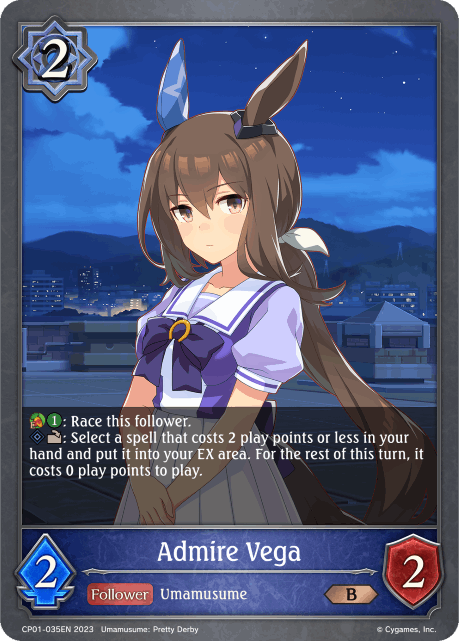 2
Admire Vega
1: Race this follower.
: Select a spell that costs 2 play points or less in your
hand and put it into your EX area. For the rest of this turn, it
costs 0 play points to play.
2
Follower Umamusume B
2
CP01-035EN 2023 Umamusume: Pretty Derby © Cygames, Inc.